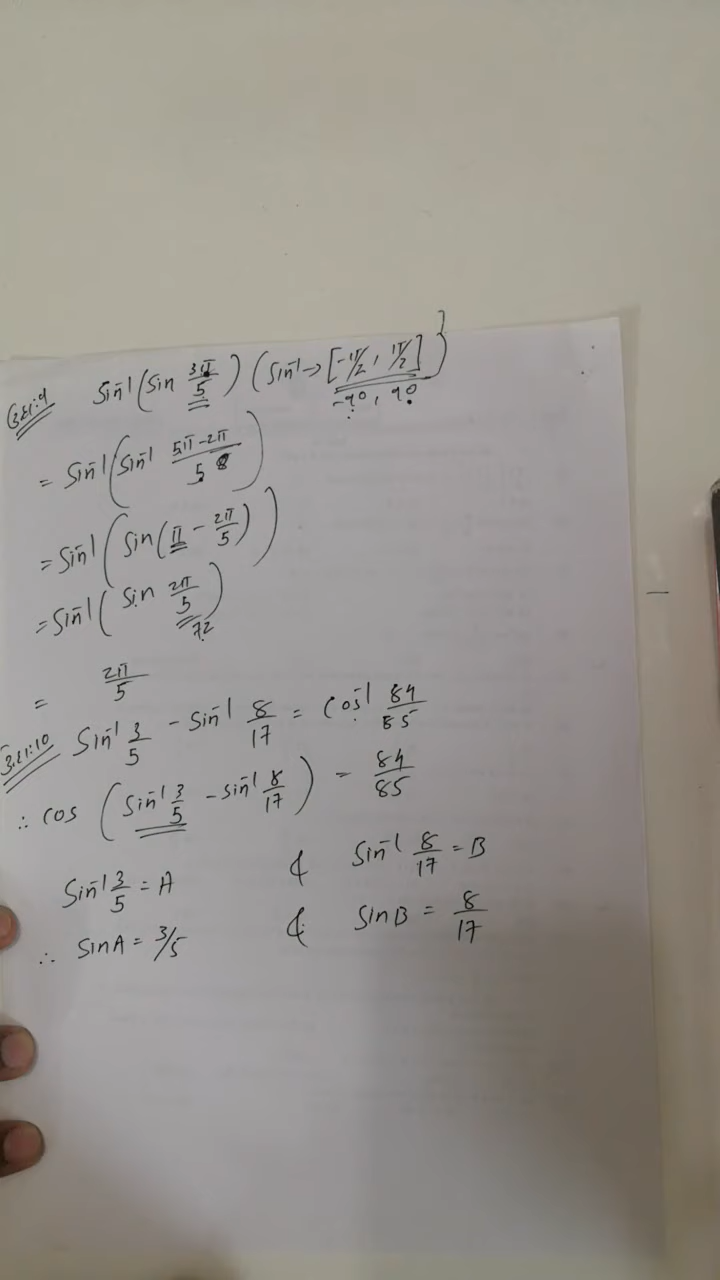 Ex:9 Sin⁻¹(Sin 3π/5) (Sin⁻¹→[-π/2, π/2]}
-90, 90
= Sin⁻¹(Sin⁻¹ 5π-2π/5)
= Sin⁻¹(Sin(π - 2π/5))
= Sin⁻¹(Sin 2π/5)
72
= 2π/5
Ex:10 Sin⁻¹ 3/5 - Sin⁻¹ 8/17 = Cos⁻¹ 84/85
∴ Cos (Sin⁻¹ 3/5 - Sin⁻¹ 8/17) = 84/85
Sin⁻¹ 3/5 = A & Sin⁻¹ 8/17 = B
∴ SinA = 3/5 & SinB = 8/17